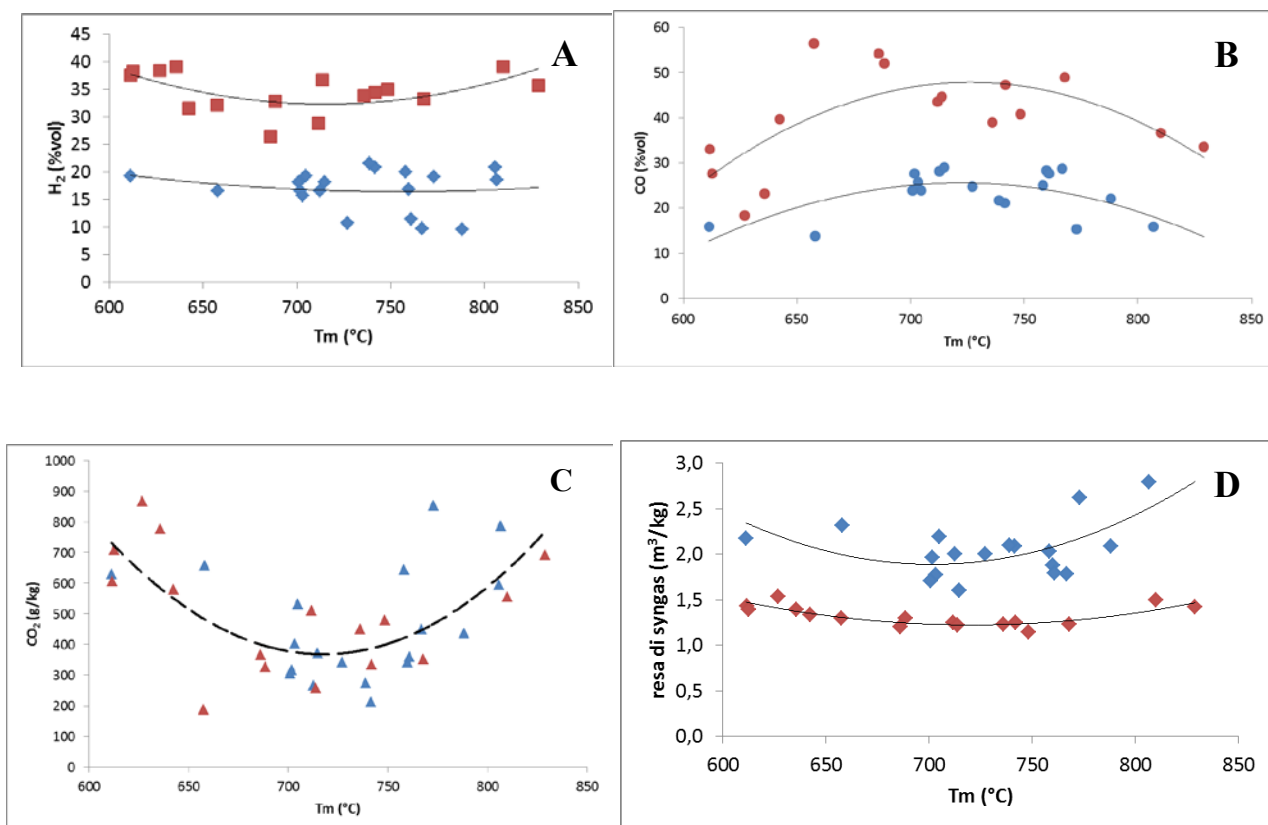 A
H₂ (%vol)
45
40
35
30
25
20
15
10
5
0
600 650 700 750 800 850
Tm (°C)
B
CO (%vol)
60
50
40
30
20
10
0
600 650 700 750 800 850
Tm (°C)
C
CO₂ (g/kg)
1000
900
800
700
600
500
400
300
200
100
0
600 650 700 750 800 850
Tm (°C)
D
resa di syngas (m³/kg)
3,0
2,5
2,0
1,5
1,0
0,5
0,0
600 650 700 750 800 850
Tm (°C)